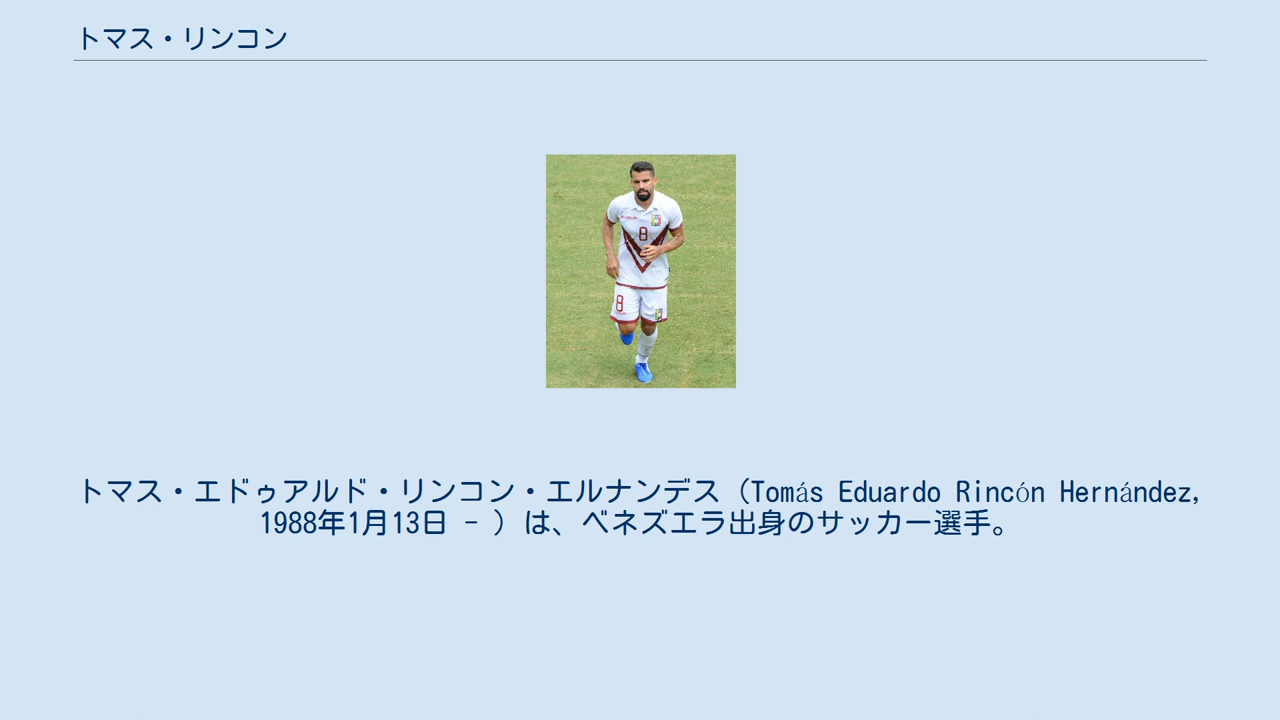 トマス・リンコン
8
8
トマス・エドゥアルド・リンコン・エルナンデス（Tomás Eduardo Rincón Hernández,
1988年1月13日 - ）は、ベネズエラ出身のサッカー選手。